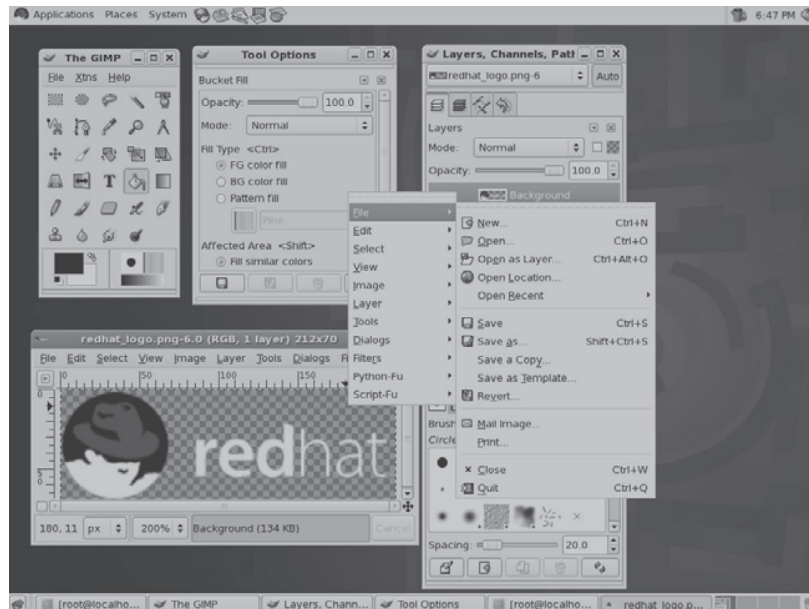 Applications Places System
6:47 PM
The GIMP
File Xtns Help
Tool Options
Bucket Fill
Opacity: 100.0
Mode: Normal
Fill Type <Ctrl>
FG color fill
BG color fill
Pattern fill
Pine
Affected Area <Shift>
Fill similar colors
Layers, Channels, Path
redhat_logo.png-6 Auto
Layers
Mode: Normal
Opacity: 100.0
Background
File
Edit
Select
View
Image
Layer
Tools
Dialogs
Filters
Python-Fu
Script-Fu
New... Ctrl+N
Open... Ctrl+O
Open as Layer... Ctrl+Alt+O
Open Location...
Open Recent
Save Ctrl+S
Save as... Shift+Ctrl+S
Save a Copy...
Save as Template...
Revert...
Mail Image...
Print...
Close Ctrl+W
Quit Ctrl+Q
redhat_logo.png-6.0 (RGB, 1 layer) 212x70
File Edit Select View Image Layer Tools Dialogs Fi
0 50 100 150
redhat
180, 11 px 200% Background (134 KB) Cancel
Brush
Circle
Spacing: 20.0
[root@localho... The GIMP Layers, Chann... Tool Options [root@localho... redhat_logo.p...